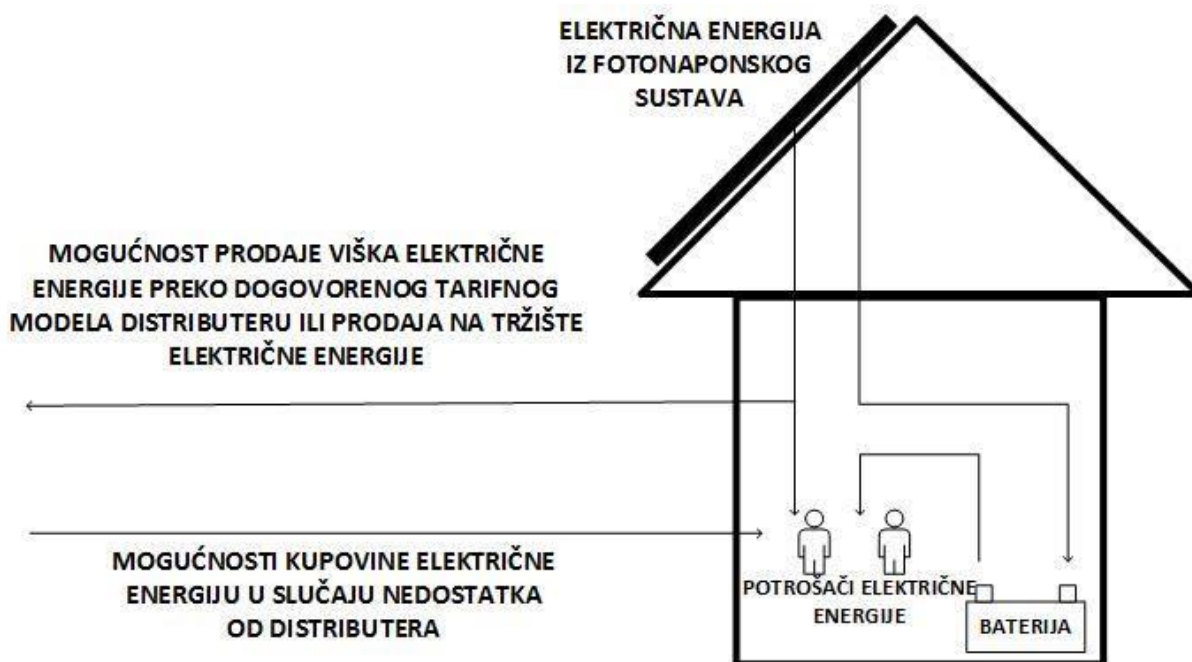 ELEKTRIČNA ENERGIJA
IZ FOTONAPONSKOG
SUSTAVA
MOGUĆNOST PRODAJE VIŠKA ELEKTRIČNE
ENERGIJE PREKO DOGOVORENOG TARIFNOG
MODELA DISTRIBUTERU ILI PRODAJA NA TRŽIŠTE
ELEKTRIČNE ENERGIJE
MOGUĆNOSTI KUPOVINE ELEKTRIČNE
ENERGIJU U SLUČAJU NEDOSTATKA
OD DISTRIBUTERA
POTROŠAČI ELEKTRIČNE
ENERGIJE
BATERIJA